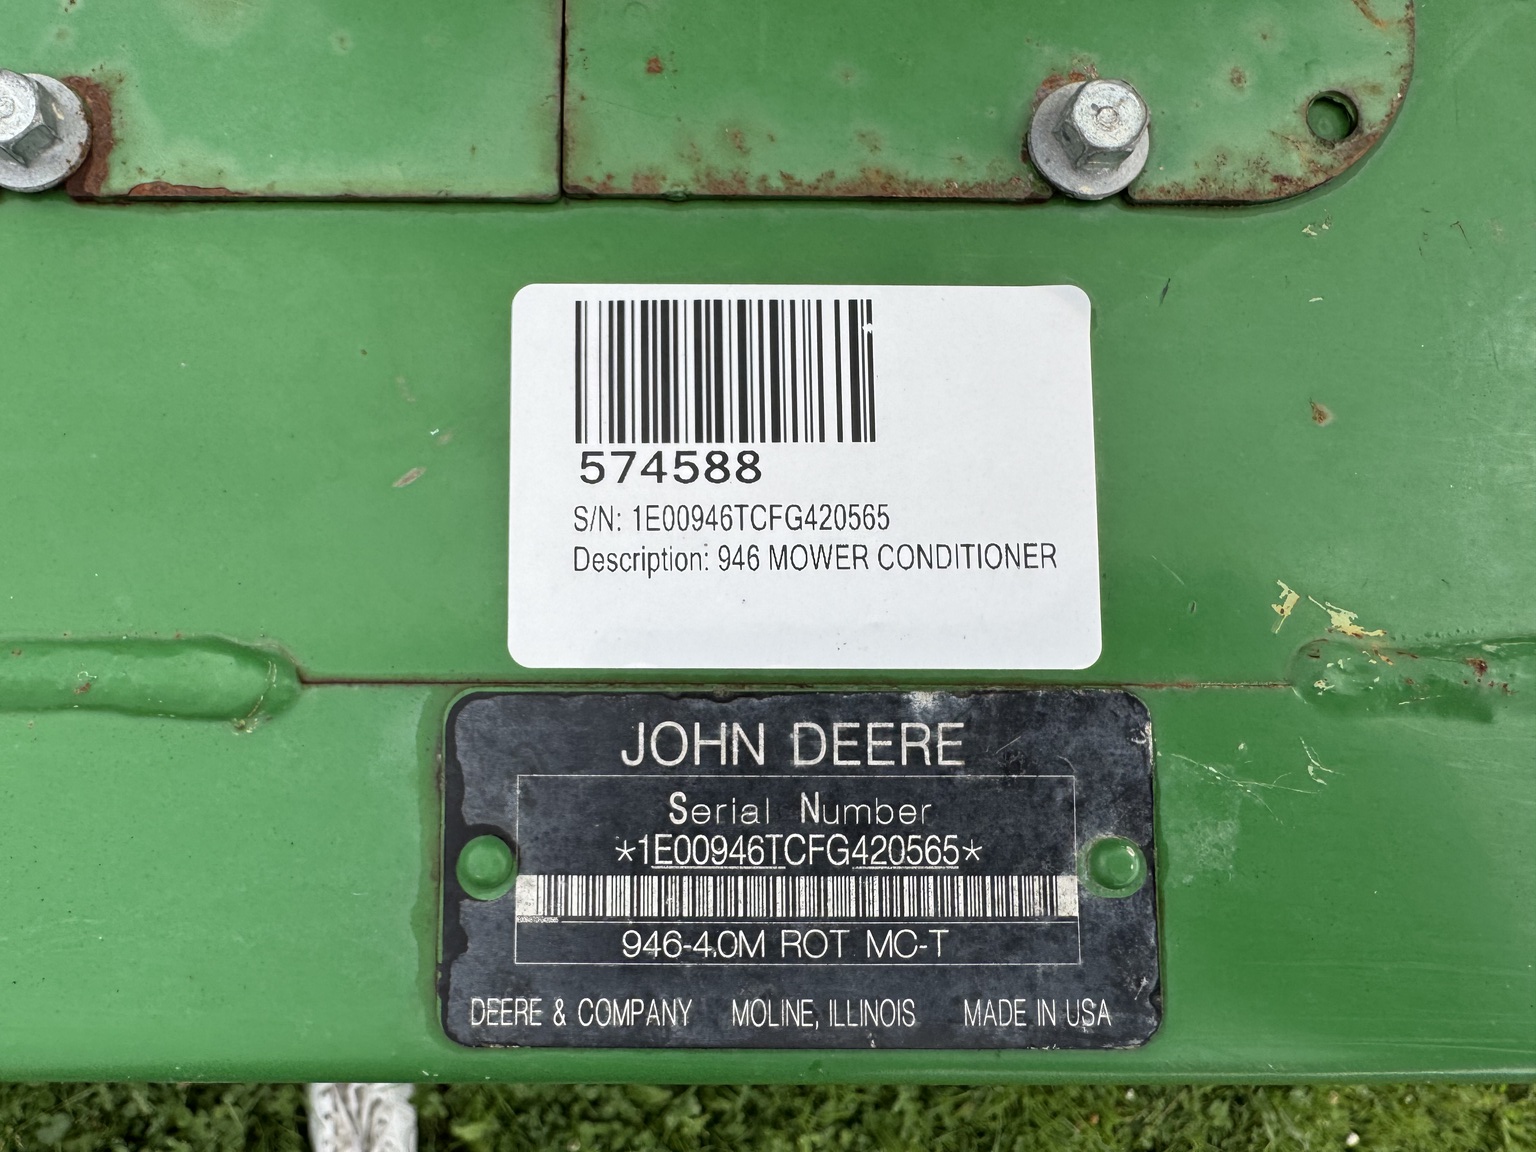 574588
S/N: 1E00946TCFG420565
Description: 946 MOWER CONDITIONER
JOHN DEERE
Serial Number
*1E00946TCFG420565*
946-4.0M ROT MC-T
DEERE & COMPANY MOLINE, ILLINOIS MADE IN USA